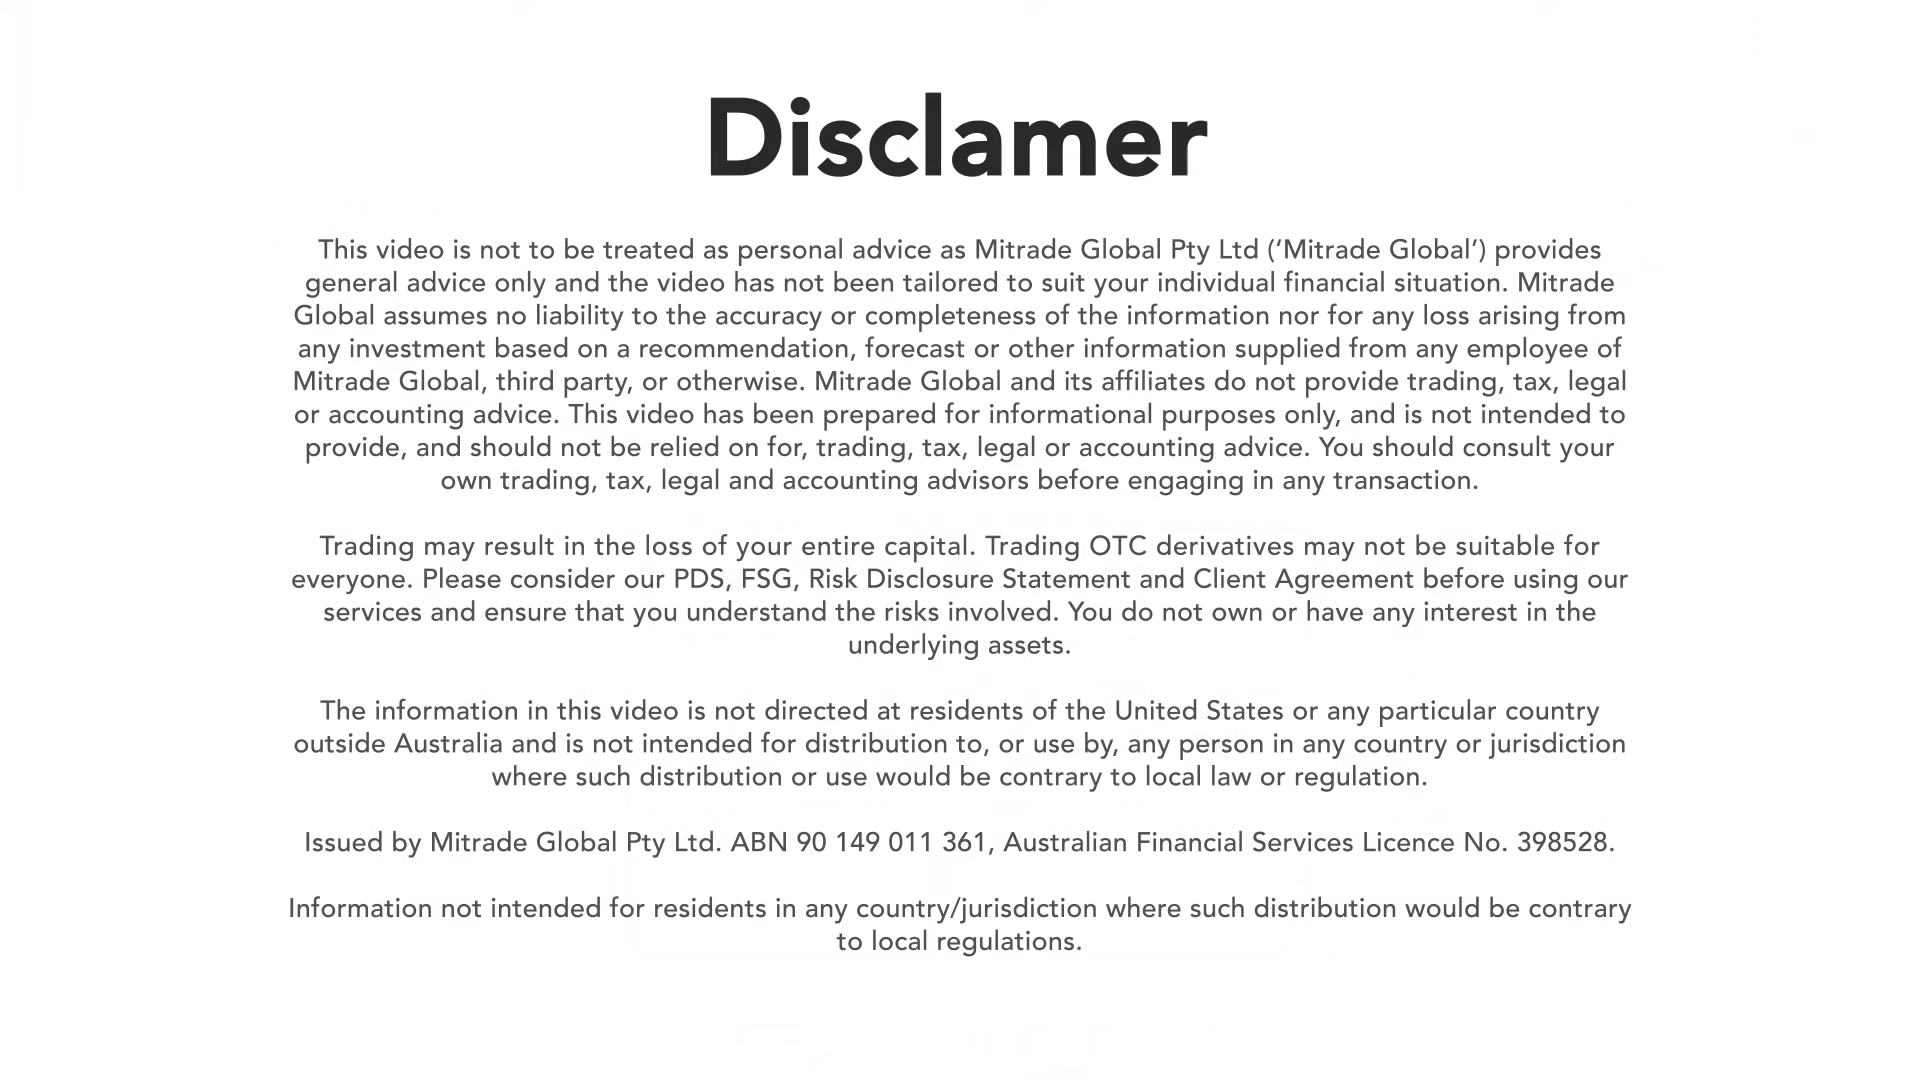 Disclamer
This video is not to be treated as personal advice as Mitrade Global Pty Ltd (‘Mitrade Global’) provides
general advice only and the video has not been tailored to suit your individual financial situation. Mitrade
Global assumes no liability to the accuracy or completeness of the information nor for any loss arising from
any investment based on a recommendation, forecast or other information supplied from any employee of
Mitrade Global, third party, or otherwise. Mitrade Global and its affiliates do not provide trading, tax, legal
or accounting advice. This video has been prepared for informational purposes only, and is not intended to
provide, and should not be relied on for, trading, tax, legal or accounting advice. You should consult your
own trading, tax, legal and accounting advisors before engaging in any transaction.
Trading may result in the loss of your entire capital. Trading OTC derivatives may not be suitable for
everyone. Please consider our PDS, FSG, Risk Disclosure Statement and Client Agreement before using our
services and ensure that you understand the risks involved. You do not own or have any interest in the
underlying assets.
The information in this video is not directed at residents of the United States or any particular country
outside Australia and is not intended for distribution to, or use by, any person in any country or jurisdiction
where such distribution or use would be contrary to local law or regulation.
Issued by Mitrade Global Pty Ltd. ABN 90 149 011 361, Australian Financial Services Licence No. 398528.
Information not intended for residents in any country/jurisdiction where such distribution would be contrary
to local regulations.